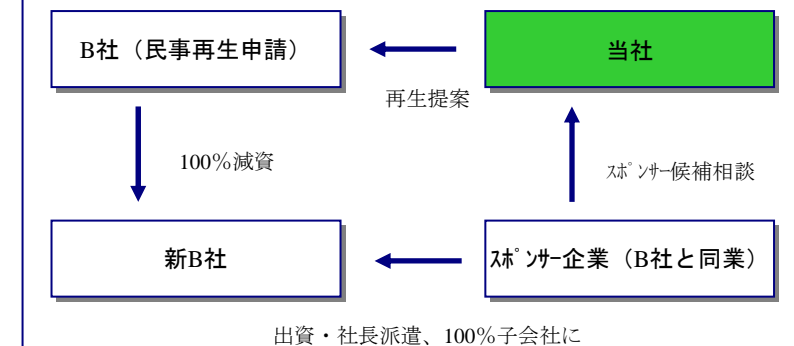 B社(民事再生申請)
当社
再生提案
100%減資
スポンサー候補相談
新B社
スポンサー企業(B社と同業)
出資・社長派遣、100%子会社に